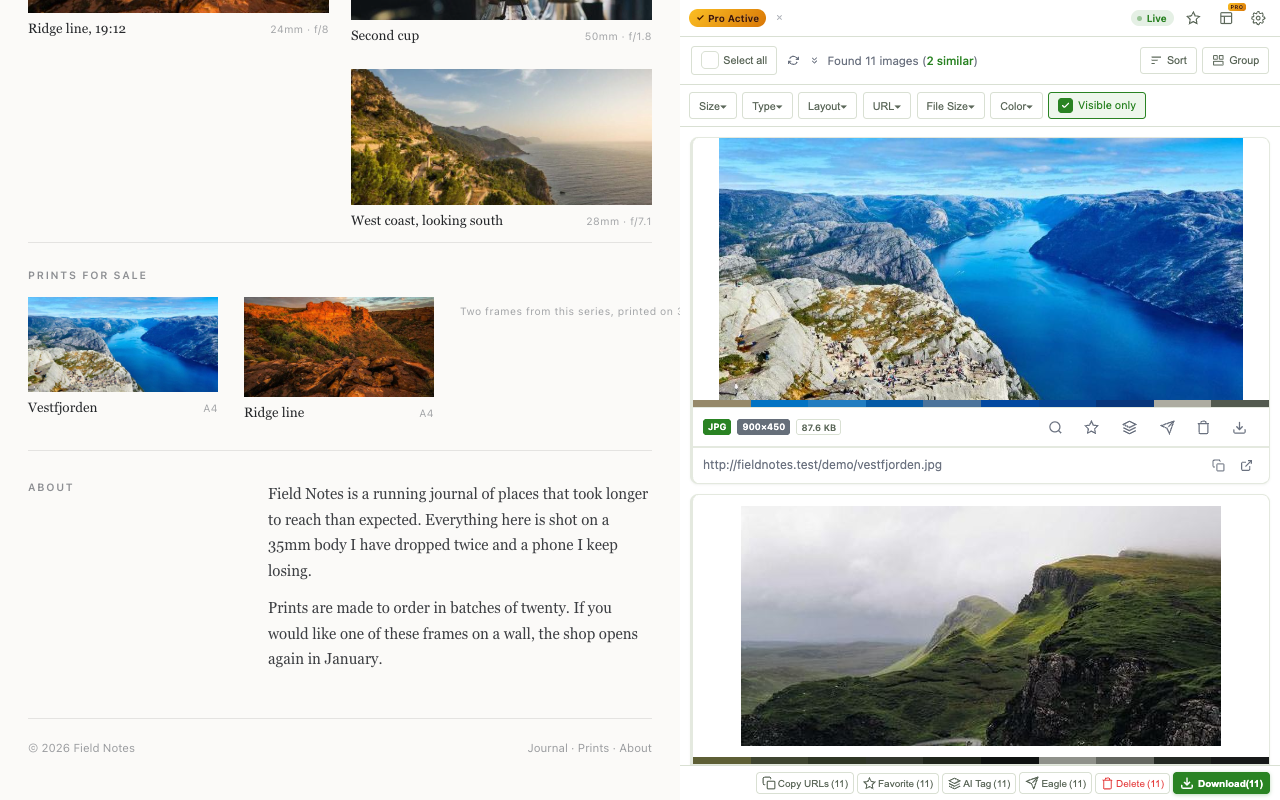 Ridge line, 19:12
24mm · f/8
Second cup
50mm · f/1.8
West coast, looking south
28mm · f/7.1
PRINTS FOR SALE
Two frames from this series, printed on
Vestfjorden
A4
Ridge line
A4
ABOUT
Field Notes is a running journal of places that took longer
to reach than expected. Everything here is shot on a
35mm body I have dropped twice and a phone I keep
losing.
Prints are made to order in batches of twenty. If you
would like one of these frames on a wall, the shop opens
again in January.
© 2026 Field Notes
Journal · Prints · About
Pro Active
Live
PRO
Select all
Found 11 images (2 similar)
Sort
Group
Size
Type
Layout
URL
File Size
Color
Visible only
JPG
900×450
87.6 KB
http://fieldnotes.test/demo/vestfjorden.jpg
Copy URLs (11)
Favorite (11)
AI Tag (11)
Eagle (11)
Delete (11)
Download(11)